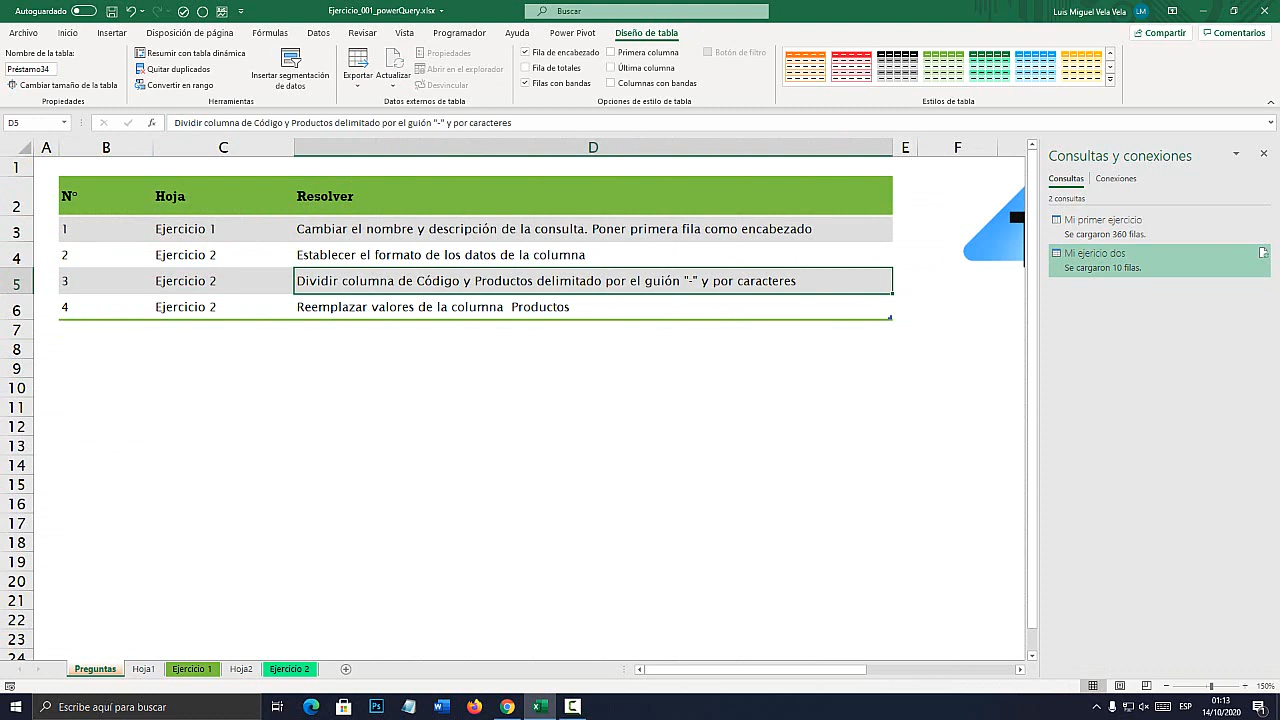 Autoguardado
Ejercicio_001_powerQuery.xlsx
Buscar
Luis Miguel Vela Vela
LM
Archivo Inicio Insertar Disposición de página Fórmulas Datos Revisar Vista Programador Ayuda Power Pivot Diseño de tabla
Compartir
Comentarios
Nombre de la tabla:
Préstamo34
Cambiar tamaño de la tabla
Propiedades
Resumir con tabla dinámica
Quitar duplicados
Convertir en rango
Insertar segmentación
de datos
Herramientas
Exportar
Actualizar
Propiedades
Abrir en el explorador
Desvincular
Datos externos de tabla
Fila de encabezado
Primera columna
Botón de filtro
Fila de totales
Última columna
Filas con bandas
Columnas con bandas
Opciones de estilo de tabla
Estilos de tabla
D5
fx
Dividir columna de Código y Productos delimitado por el guión "-" y por caracteres
A B C D E F
1
2 N° Hoja Resolver
3 1 Ejercicio 1 Cambiar el nombre y descripción de la consulta. Poner primera fila como encabezado
4 2 Ejercicio 2 Establecer el formato de los datos de la columna
5 3 Ejercicio 2 Dividir columna de Código y Productos delimitado por el guión "-" y por caracteres
6 4 Ejercicio 2 Reemplazar valores de la columna Productos
7
8
9
10
11
12
13
14
15
16
17
18
19
20
21
22
23
24
Consultas y conexiones
Consultas
Conexiones
2 consultas
Mi primer ejercicio
Se cargaron 360 filas.
Mi ejericio dos
Se cargaron 10 filas.
Preguntas Hoja1 Ejercicio 1 Hoja2 Ejercicio 2
150%
Escribe aquí para buscar
ESP
01:13
14/10/2020